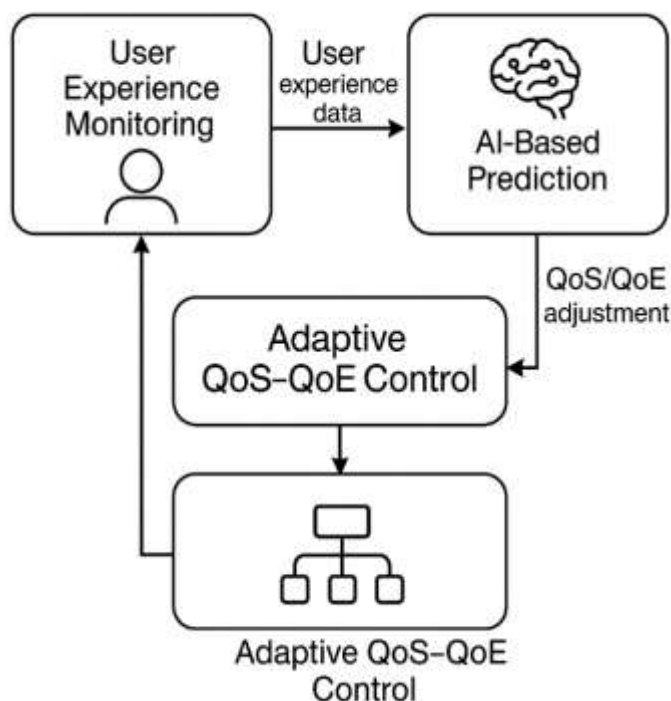 User
Experience
Monitoring
User
experience
data
AI-Based
Prediction
QoS/QoE
adjustment
Adaptive
QoS–QoE Control
Adaptive QoS–QoE
Control